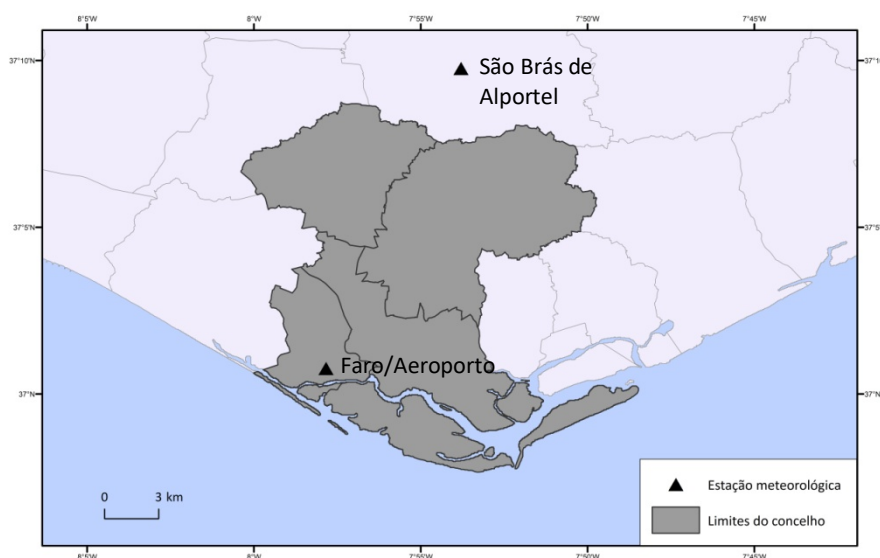 8°5'W 8°W 7°55'W 7°50'W 7°45'W
37°10'N 37°10'N
São Brás de
Alportel
37°5'N 37°5'N
Faro/Aeroporto
37°N 37°N
0 3 km
Estação meteorológica
Limites do concelho
8°5'W 8°W 7°55'W 7°50'W 7°45'W